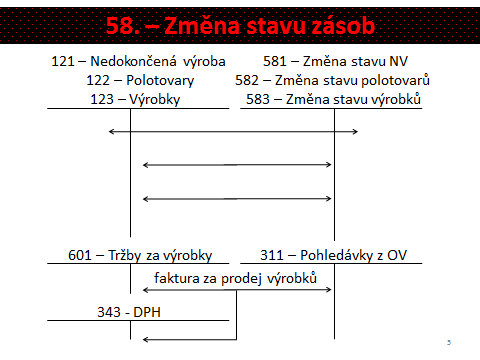 58. – Změna stavu zásob
121 – Nedokončená výroba
122 – Polotovary
123 – Výrobky
581 – Změna stavu NV
582 – Změna stavu polotovarů
583 – Změna stavu výrobků
601 – Tržby za výrobky
311 – Pohledávky z OV
faktura za prodej výrobků
343 - DPH
5